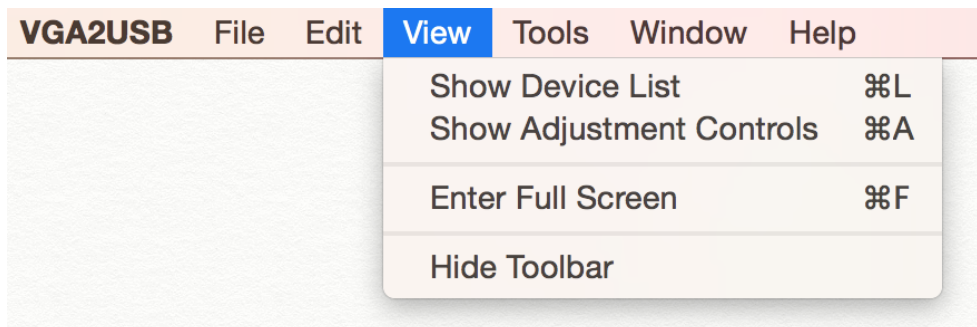 VGA2USB File Edit View Tools Window Help
Show Device List ⌘L
Show Adjustment Controls ⌘A
Enter Full Screen ⌘F
Hide Toolbar